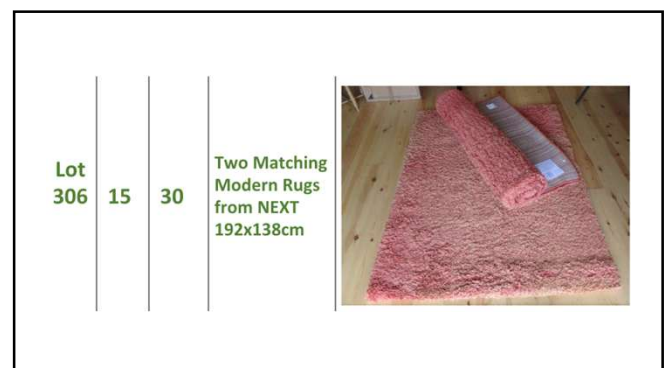 Lot
306
15
30
Two Matching
Modern Rugs
from NEXT
192x138cm